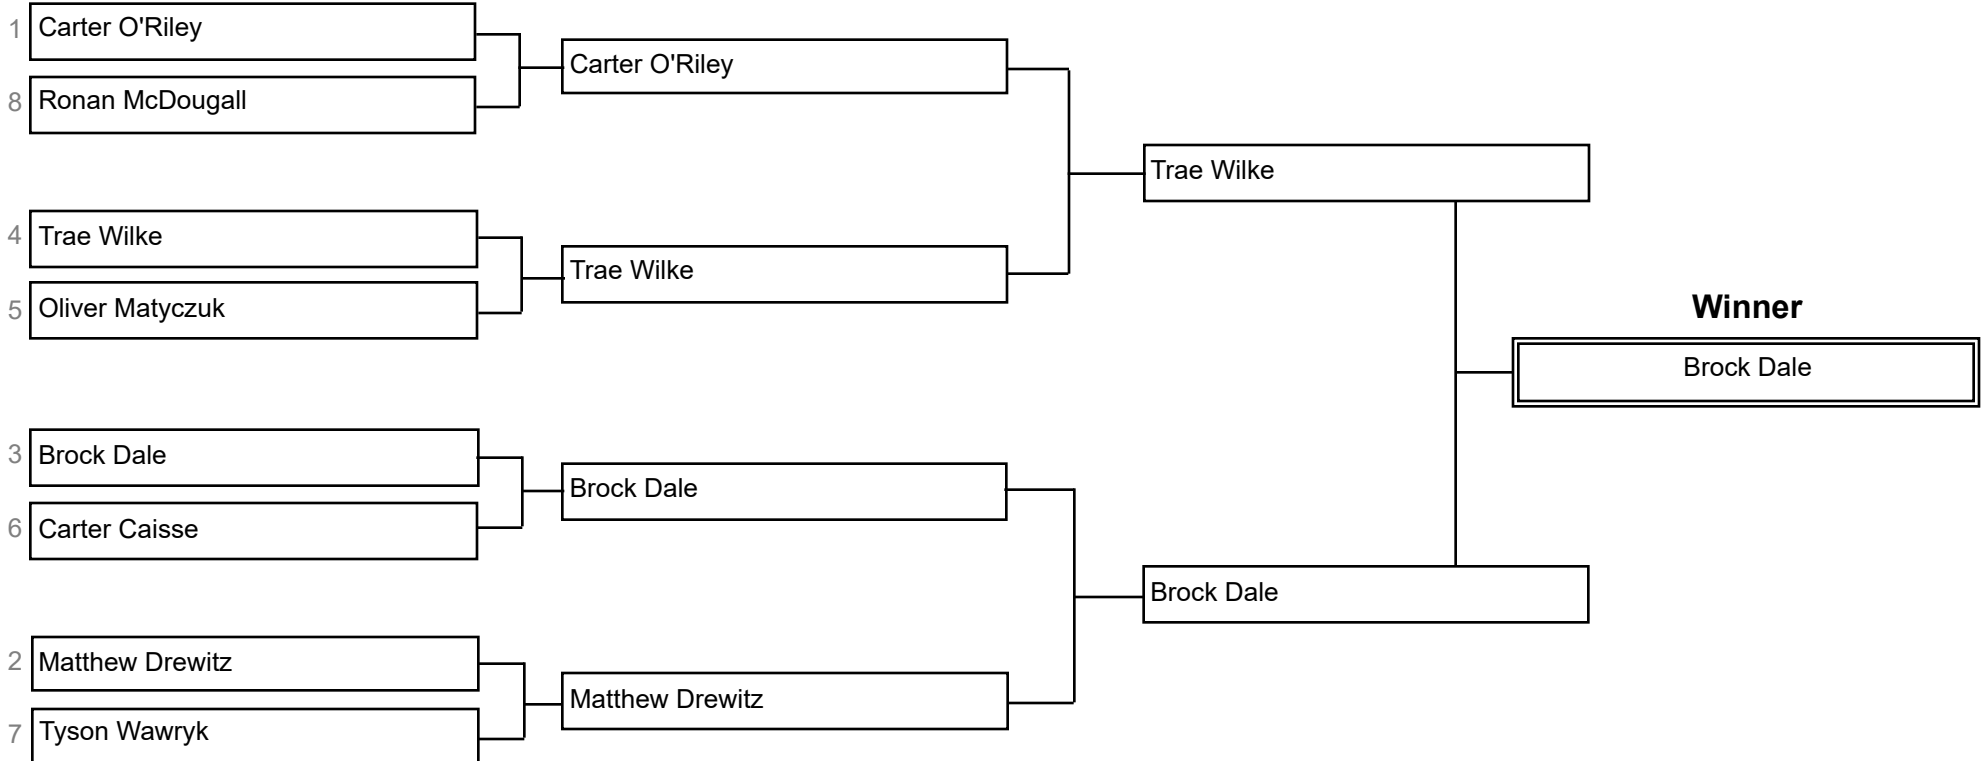 1 Carter O'Riley
8 Ronan McDougall
Carter O'Riley
4 Trae Wilke
5 Oliver Matyczuk
Trae Wilke
Trae Wilke
3 Brock Dale
6 Carter Caisse
Brock Dale
2 Matthew Drewitz
7 Tyson Wawryk
Matthew Drewitz
Brock Dale
Winner
Brock Dale